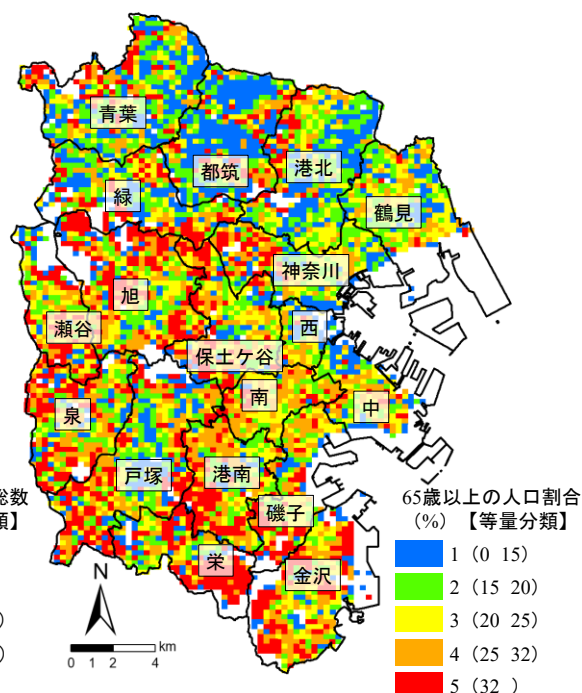 青葉
都筑
港北
緑
鶴見
神奈川
旭
西
瀬谷
保土ケ谷
南
中
泉
戸塚
港南
磯子
栄
金沢
総数
類】
)
)
N
km
0 1 2 4
65歳以上の人口割合
（%）【等量分類】
1（0 15）
2（15 20）
3（20 25）
4（25 32）
5（32 ）